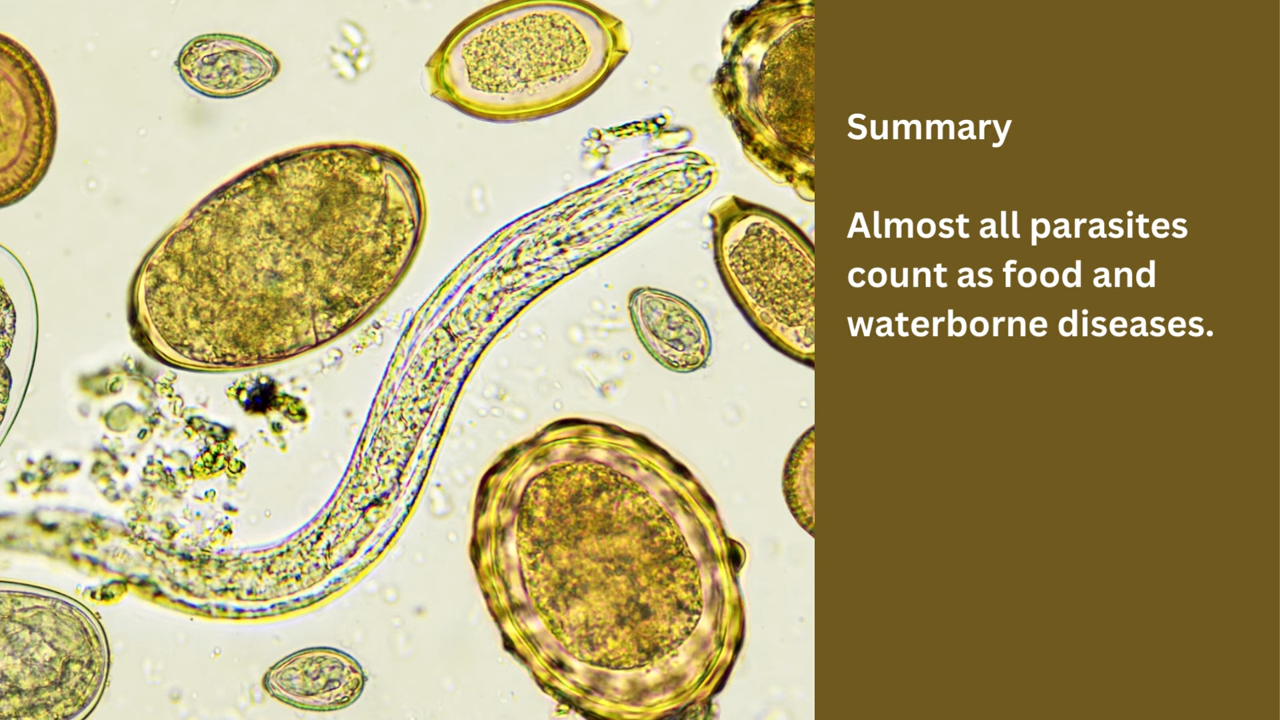 Summary
Almost all parasites
count as food and
waterborne diseases.